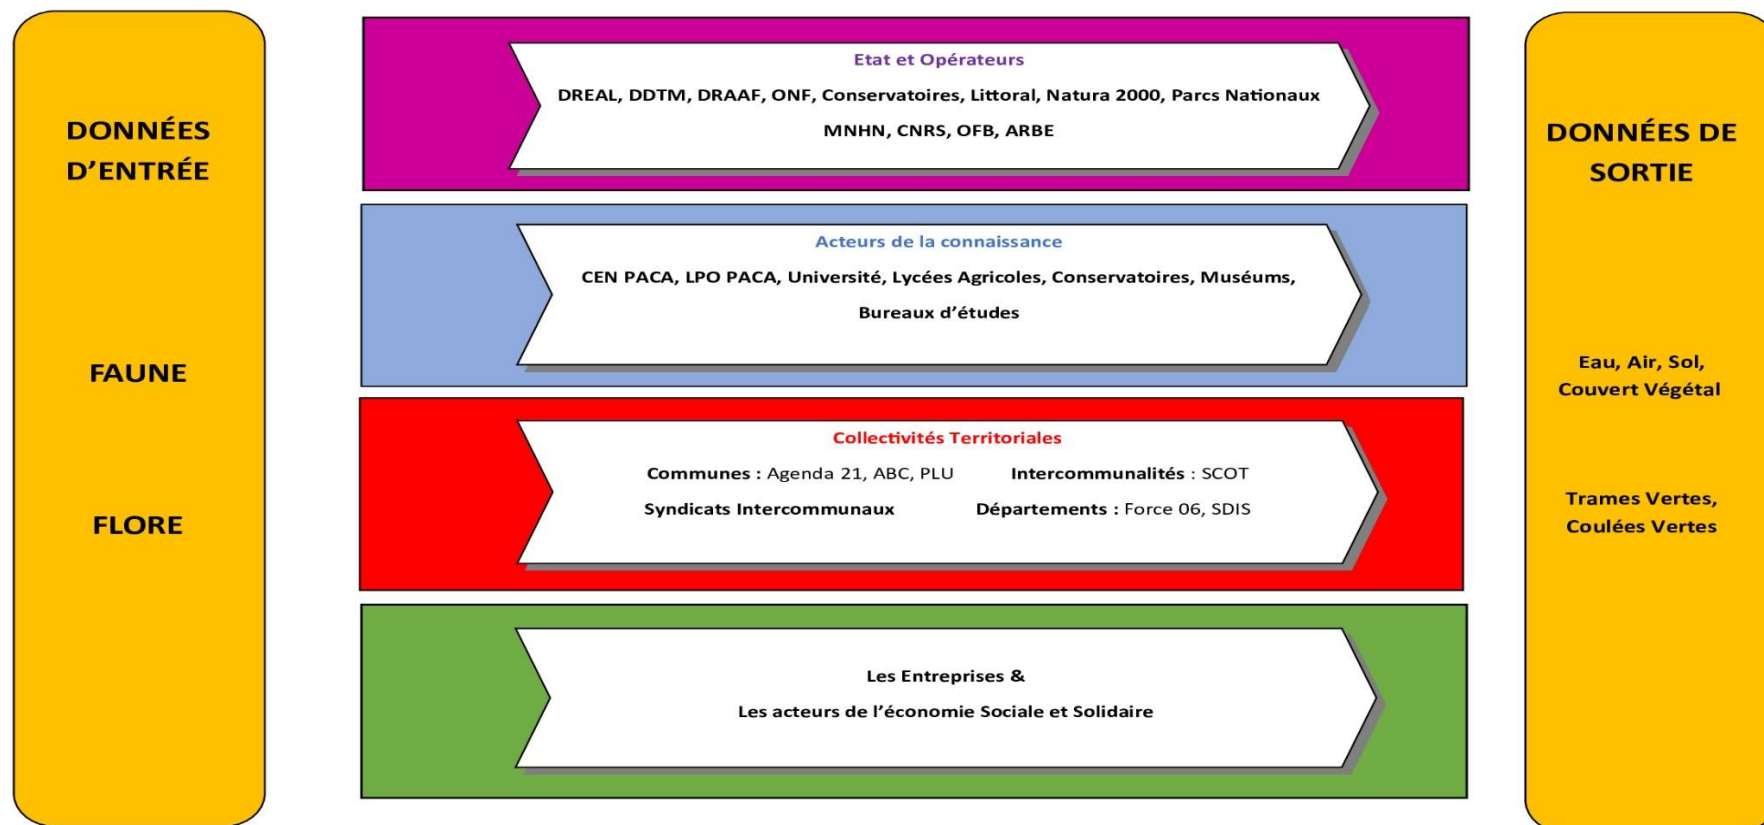 DONNÉES
D’ENTRÉE
FAUNE
FLORE
Etat et Opérateurs
DREAL, DDTM, DRAAF, ONF, Conservatoires, Littoral, Natura 2000, Parcs Nationaux
MNHN, CNRS, OFB, ARBE
Acteurs de la connaissance
CEN PACA, LPO PACA, Université, Lycées Agricoles, Conservatoires, Muséums,
Bureaux d’études
Collectivités Territoriales
Communes : Agenda 21, ABC, PLU Intercommunalités : SCOT
Syndicats Intercommunaux Départements : Force 06, SDIS
Les Entreprises &
Les acteurs de l’économie Sociale et Solidaire
DONNÉES DE
SORTIE
Eau, Air, Sol,
Couvert Végétal
Trames Vertes,
Coulées Vertes